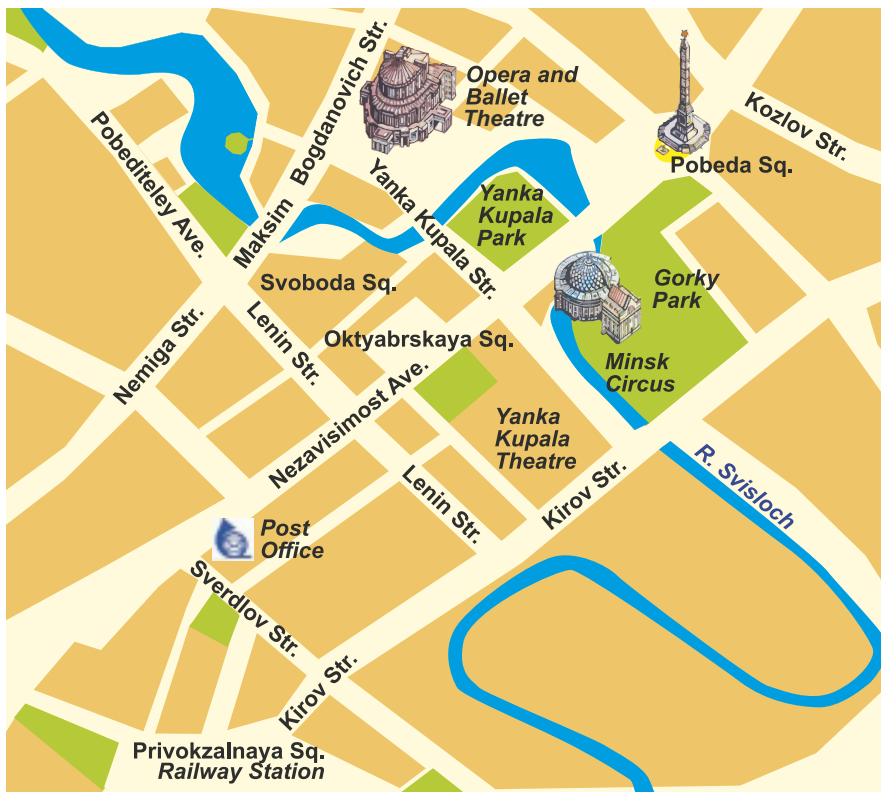 Opera and
Ballet
Theatre
Maksim Bogdanovich Str.
Kozlov Str.
Pobediteley Ave.
Pobeda Sq.
Yanka Kupala Str.
Yanka
Kupala
Park
Svoboda Sq.
Gorky
Park
Nemiga Str.
Lenin Str.
Oktyabrskaya Sq.
Minsk
Circus
Nezavisimost Ave.
Yanka
Kupala
Theatre
R. Svisloch
Lenin Str.
Kirov Str.
Post
Office
Sverdlov Str.
Kirov Str.
Privokzalnaya Sq.
Railway Station